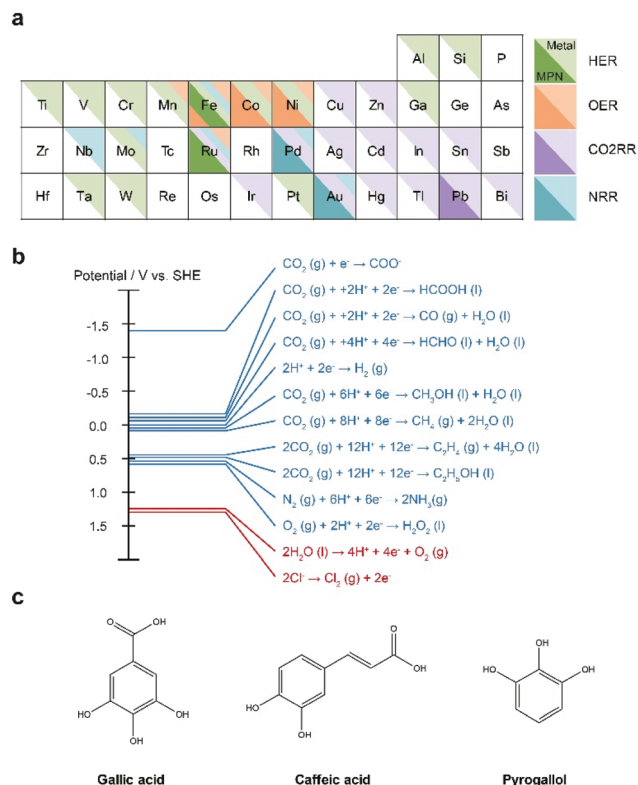 a
Al Si P
Metal
MPN
HER
Ti V Cr Mn Fe Co Ni Cu Zn Ga Ge As
OER
Zr Nb Mo Tc Ru Rh Pd Ag Cd In Sn Sb
CO2RR
Hf Ta W Re Os Ir Pt Au Hg Tl Pb Bi
NRR
b
Potential / V vs. SHE
-1.5
-1.0
-0.5
0.0
0.5
1.0
1.5
CO₂ (g) + e⁻ → COO⁻
CO₂ (g) + +2H⁺ + 2e⁻ → HCOOH (l)
CO₂ (g) + +2H⁺ + 2e⁻ → CO (g) + H₂O (l)
CO₂ (g) + +4H⁺ + 4e⁻ → HCHO (l) + H₂O (l)
2H⁺ + 2e⁻ → H₂ (g)
CO₂ (g) + 6H⁺ + 6e → CH₃OH (l) + H₂O (l)
CO₂ (g) + 8H⁺ + 8e⁻ → CH₄ (g) + 2H₂O (l)
2CO₂ (g) + 12H⁺ + 12e⁻ → C₂H₄ (g) + 4H₂O (l)
2CO₂ (g) + 12H⁺ + 12e⁻ → C₂H₅OH (l)
N₂ (g) + 6H⁺ + 6e⁻ → 2NH₃(g)
O₂ (g) + 2H⁺ + 2e⁻ → H₂O₂ (l)
2H₂O (l) → 4H⁺ + 4e⁻ + O₂ (g)
2Cl⁻ → Cl₂ (g) + 2e⁻
c
O OH
HO OH
OH
Gallic acid
O
OH
HO
OH
Caffeic acid
OH
HO OH
Pyrogallol